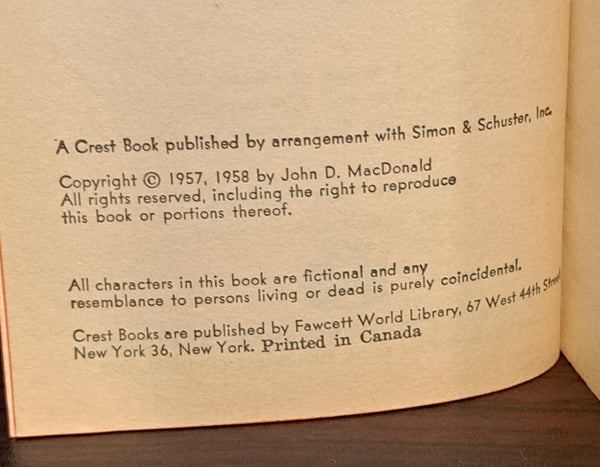 A Crest Book published by arrangement with Simon & Schuster, Inc.
Copyright © 1957, 1958 by John D. MacDonald
All rights reserved, including the right to reproduce
this book or portions thereof.
All characters in this book are fictional and any
resemblance to persons living or dead is purely coincidental.
Crest Books are published by Fawcett World Library, 67 West 44th Street
New York 36, New York. Printed in Canada